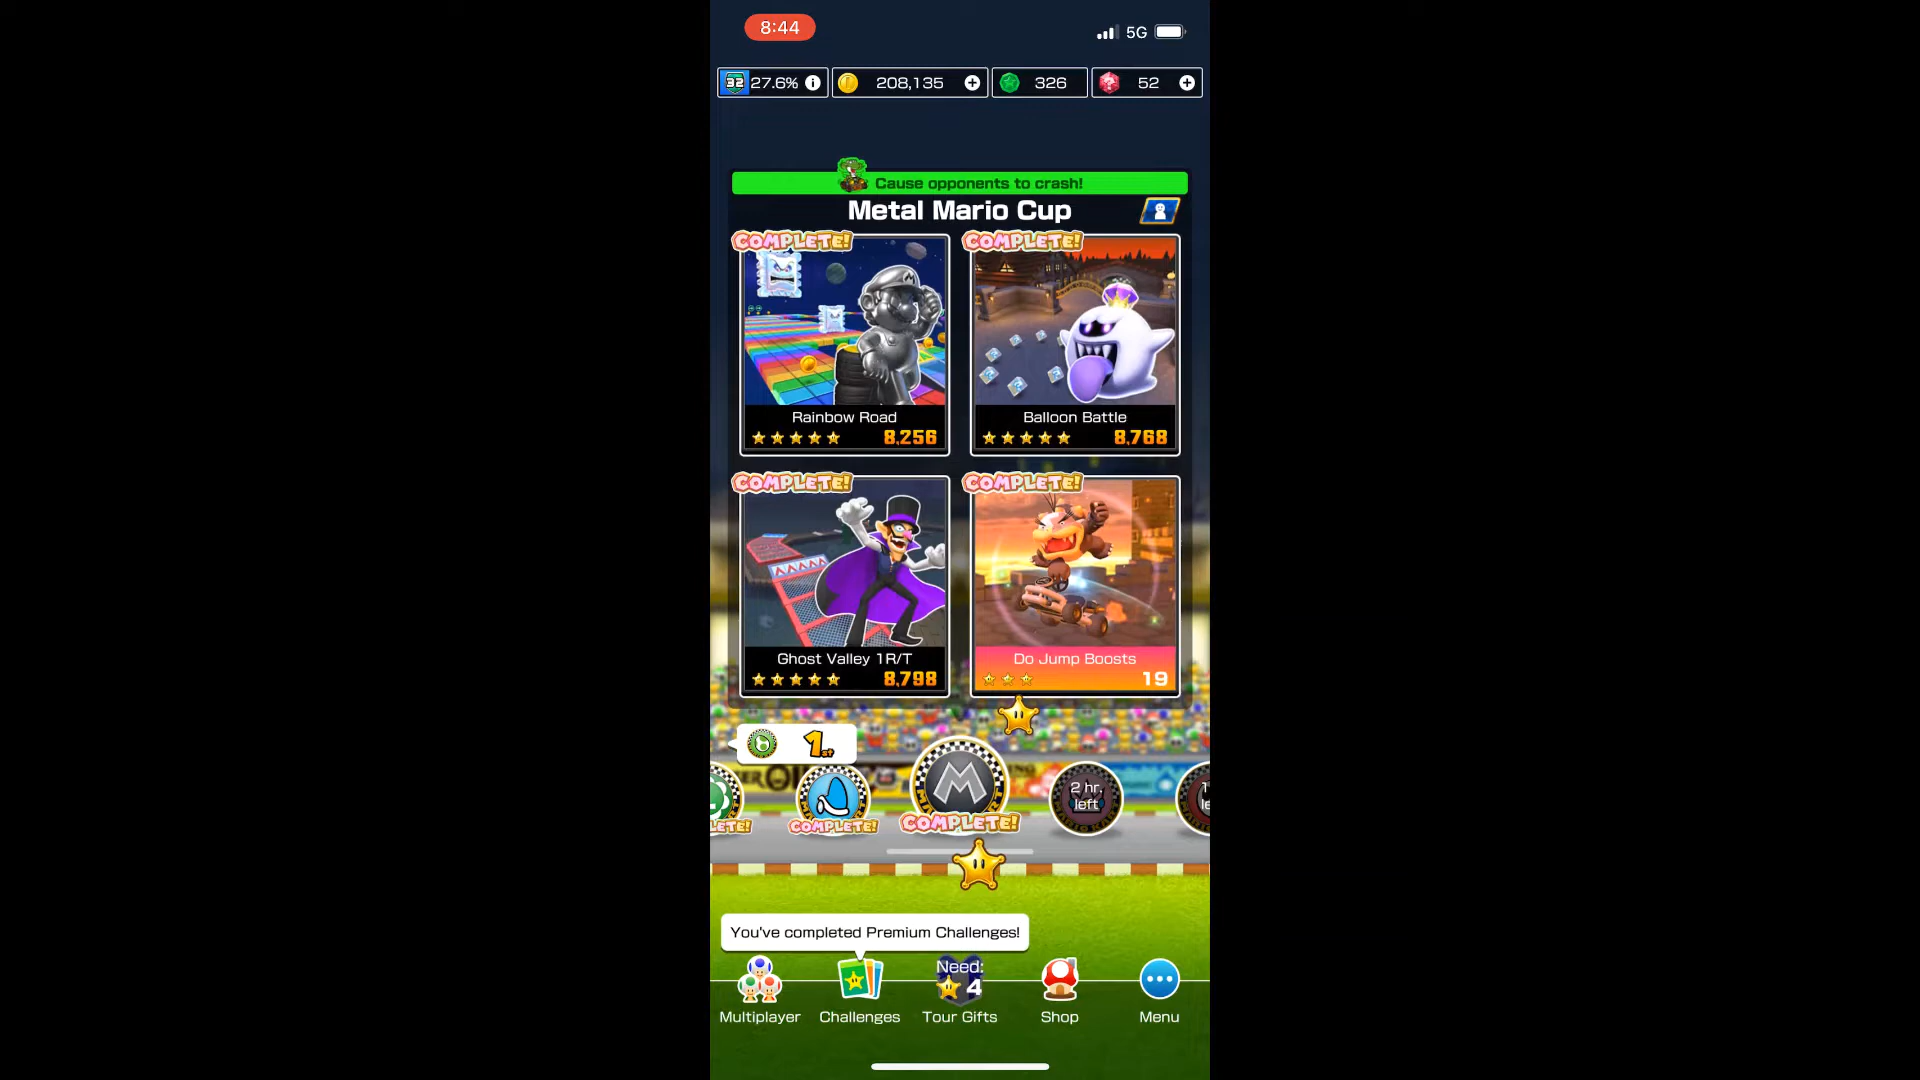 8:44
5G
32 27.6% i 208,135 326 52
Cause opponents to crash!
Metal Mario Cup
COMPLETE! COMPLETE!
Rainbow Road
8,256
Balloon Battle
8,768
COMPLETE! COMPLETE!
Ghost Valley 1R/T
8,798
Do Jump Boosts
19
1st
2 hr. left
COMPLETE! COMPLETE!
You've completed Premium Challenges!
Need: 4
Multiplayer Challenges Tour Gifts Shop Menu